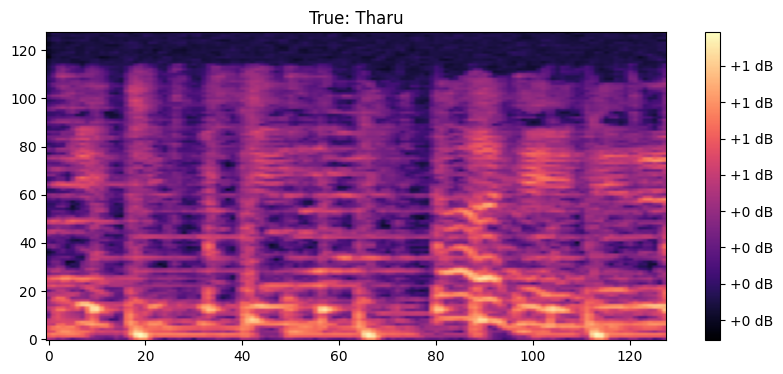 True: Tharu
120
100
80
60
40
20
0
0 20 40 60 80 100 120
+1 dB
+1 dB
+1 dB
+1 dB
+0 dB
+0 dB
+0 dB
+0 dB